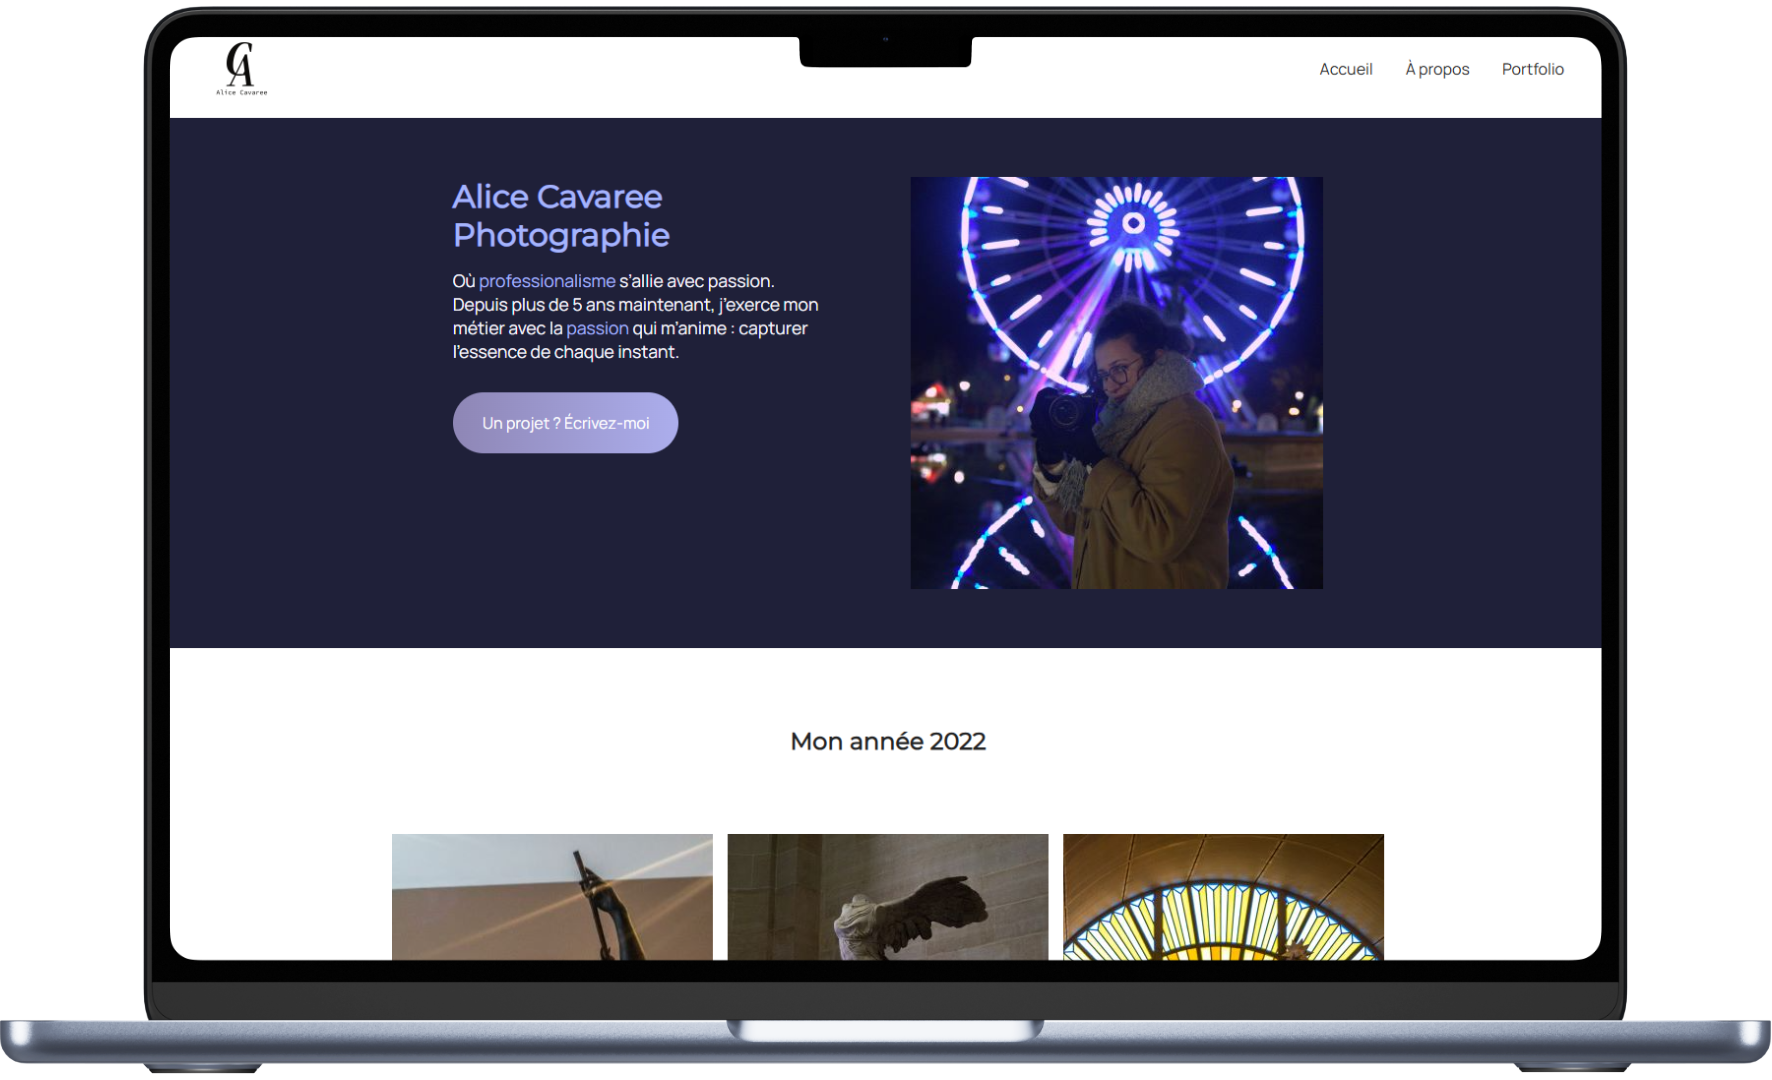 CA
Alice Cavaree
Accueil
À propos
Portfolio
Alice Cavaree
Photographie
Où professionalisme s’allie avec passion.
Depuis plus de 5 ans maintenant, j’exerce mon
métier avec la passion qui m’anime : capturer
l’essence de chaque instant.
Un projet ? Écrivez-moi
Mon année 2022